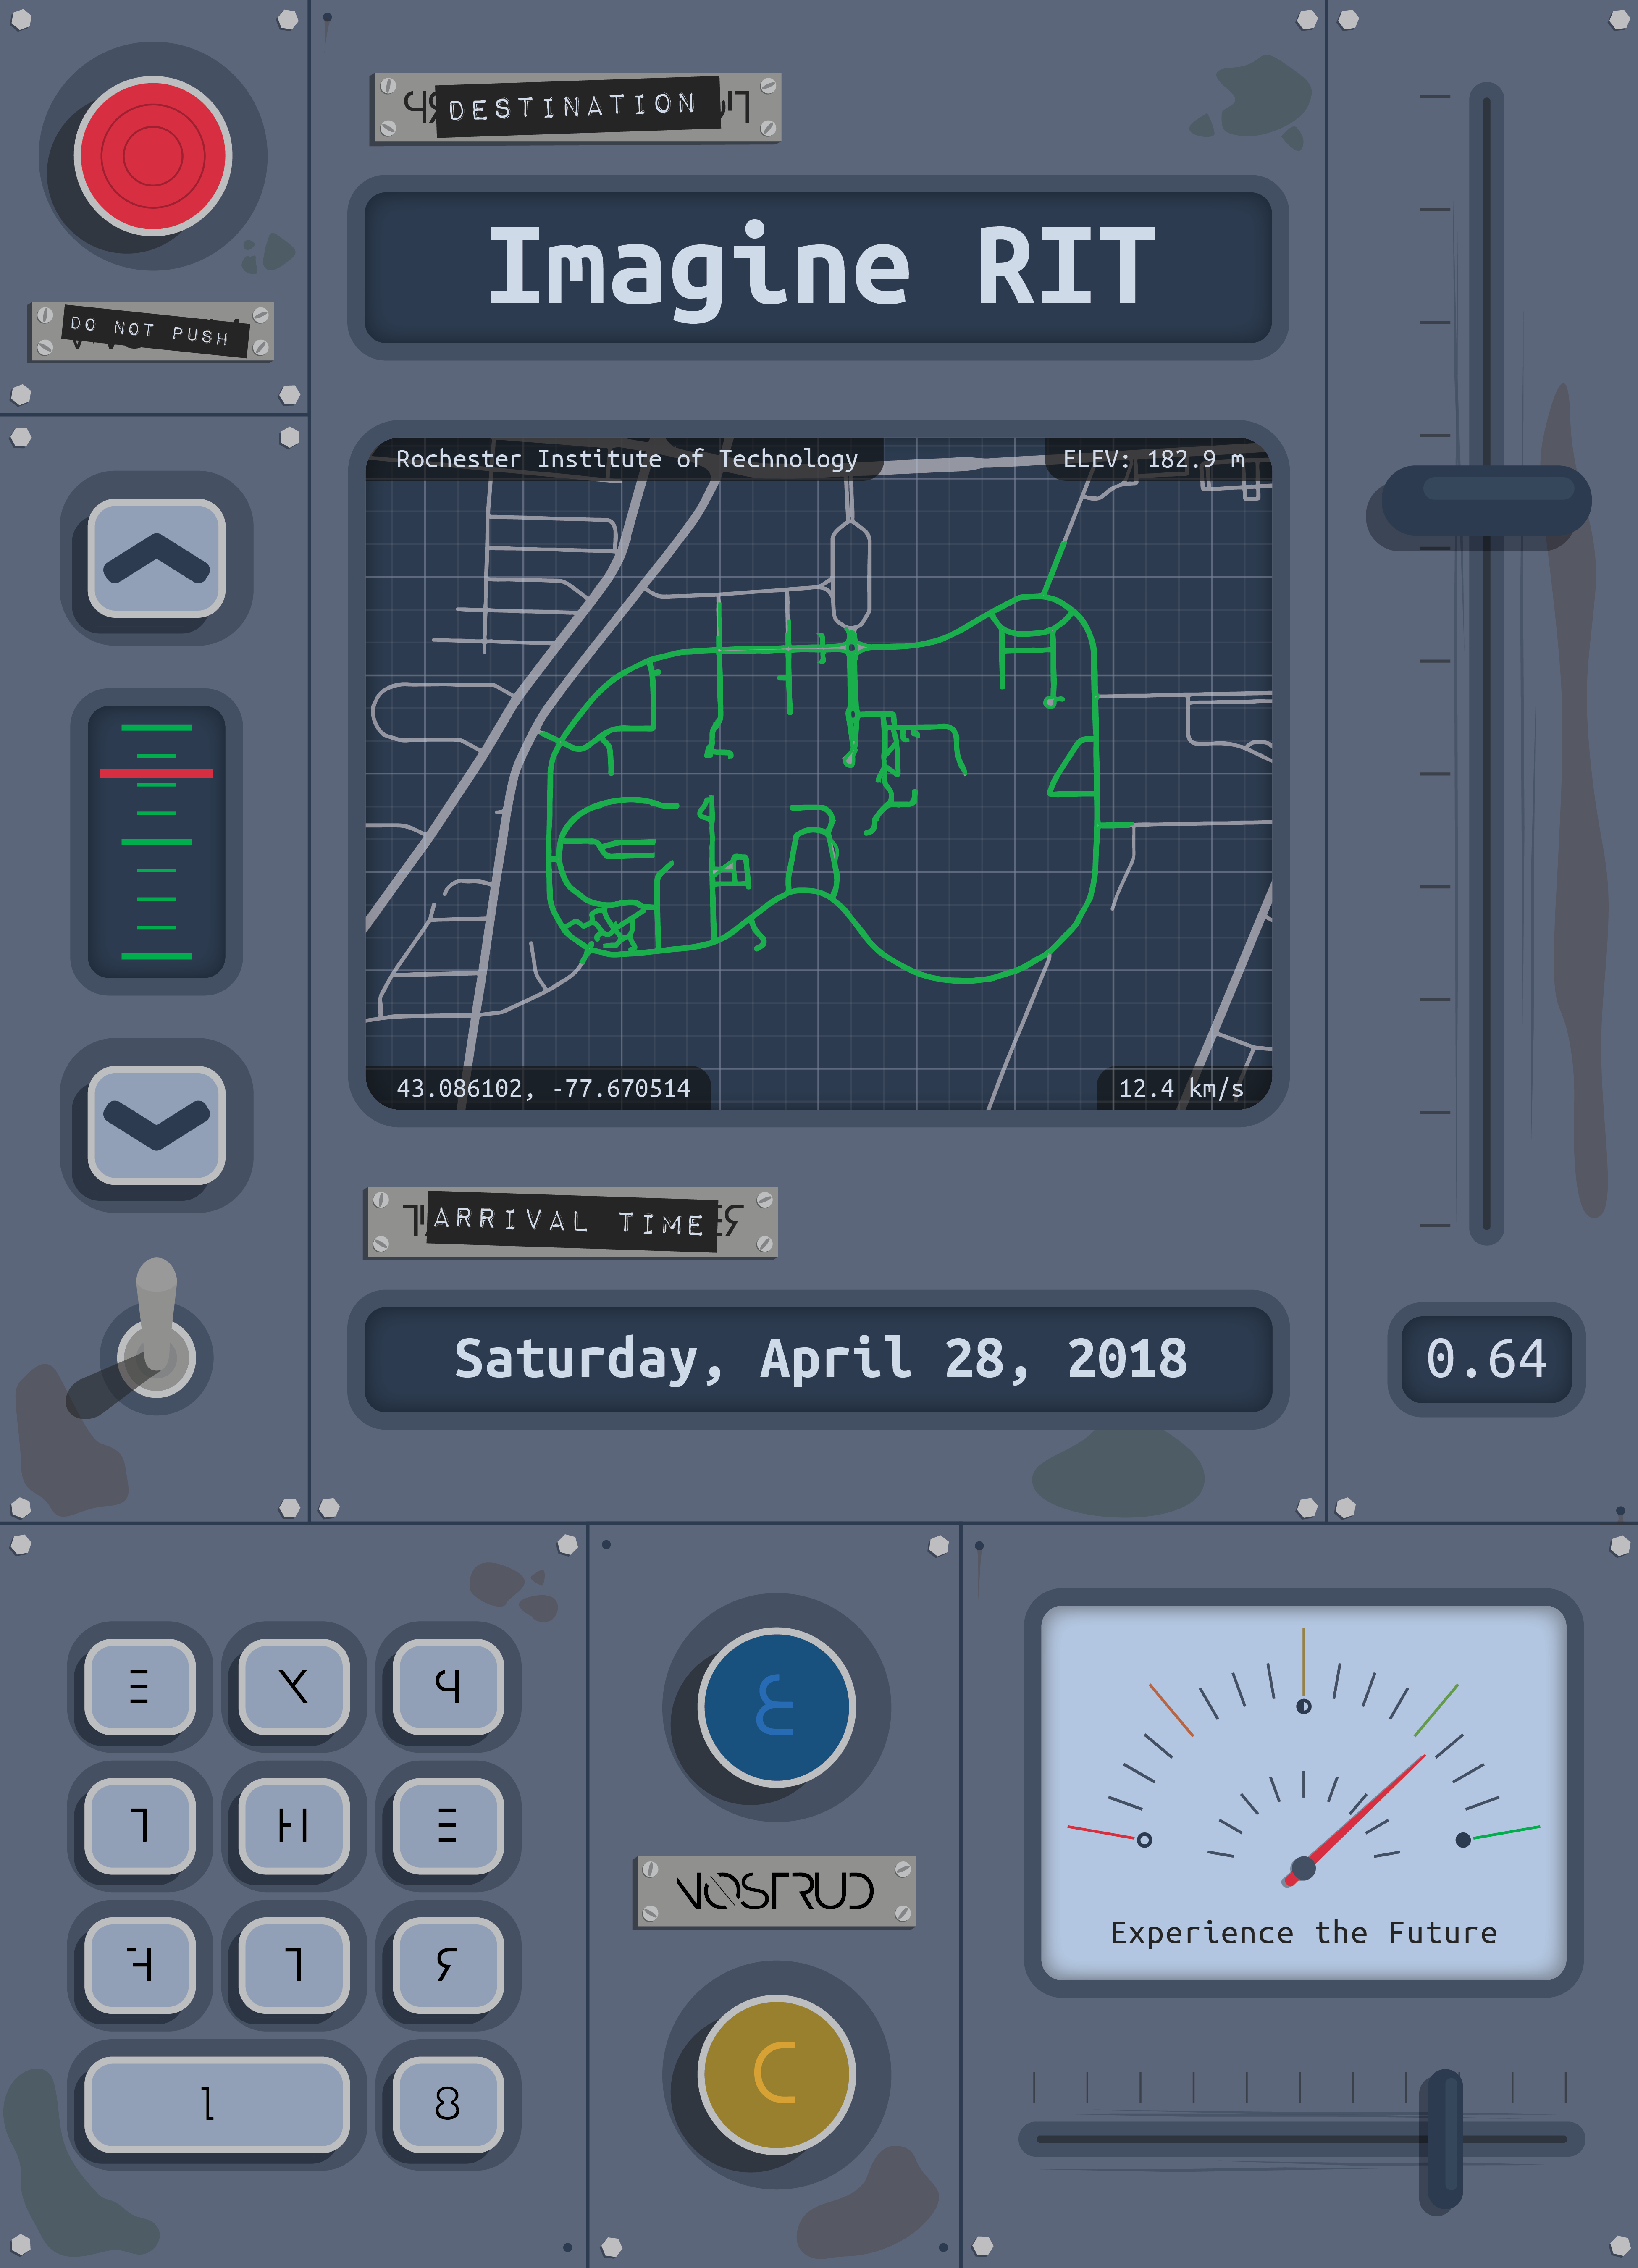 DESTINATION
Imagine RIT
DO NOT PUSH
Rochester Institute of Technology
ELEV: 182.9 m
43.086102, -77.670514
12.4 km/s
ARRIVAL TIME
Saturday, April 28, 2018
0.64
NOSTRUD
Experience the Future